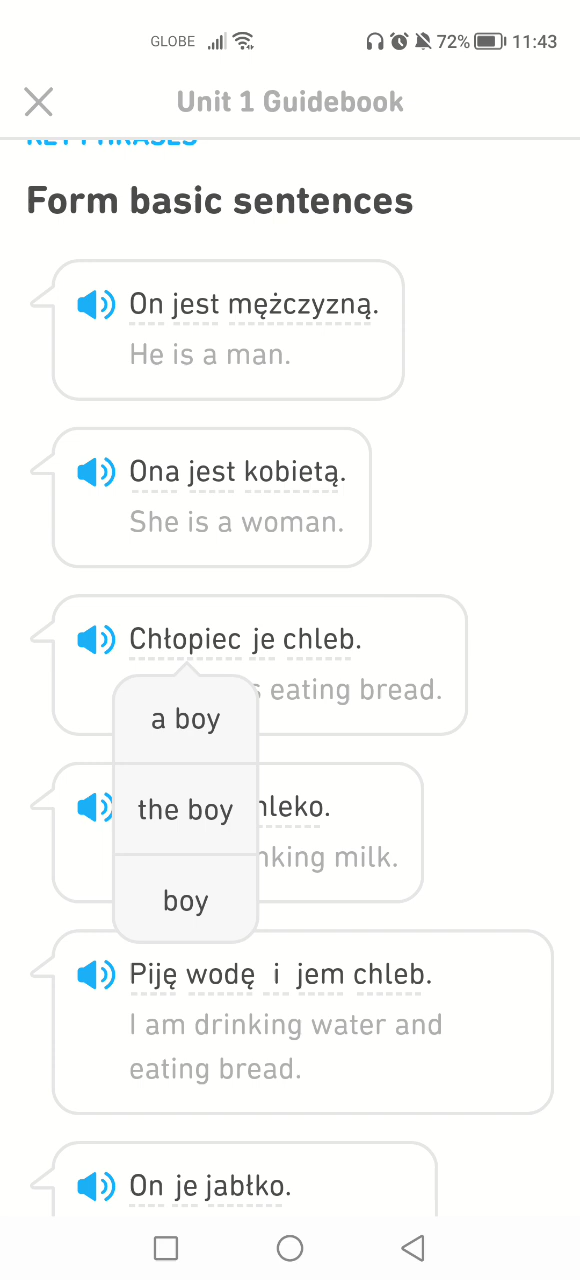 GLOBE 72% 11:43
Unit 1 Guidebook
KEY PHRASES
Form basic sentences
On jest mężczyzną.
He is a man.
Ona jest kobietą.
She is a woman.
Chłopiec je chleb.
eating bread.
a boy
the boy
boy
milk.
Piję wodę i jem chleb.
I am drinking water and
eating bread.
On je jabłko.